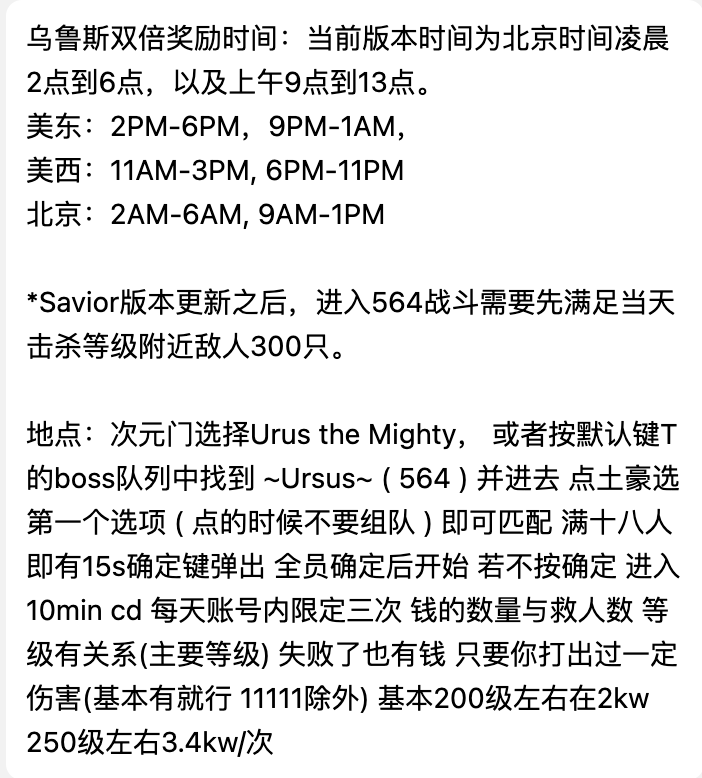 乌鲁斯双倍奖励时间：当前版本时间为北京时间凌晨
2点到6点，以及上午9点到13点。
美东：2PM-6PM，9PM-1AM，
美西：11AM-3PM, 6PM-11PM
北京：2AM-6AM, 9AM-1PM
*Savior版本更新之后，进入564战斗需要先满足当天
击杀等级附近敌人300只。
地点：次元门选择Urus the Mighty， 或者按默认键T
的boss队列中找到 ~Ursus~ ( 564 ) 并进去 点土豪选
第一个选项 ( 点的时候不要组队 ) 即可匹配 满十八人
即有15s确定键弹出 全员确定后开始 若不按确定 进入
10min cd 每天账号内限定三次 钱的数量与救人数 等
级有关系(主要等级) 失败了也有钱 只要你打出过一定
伤害(基本有就行 11111除外) 基本200级左右在2kw
250级左右3.4kw/次